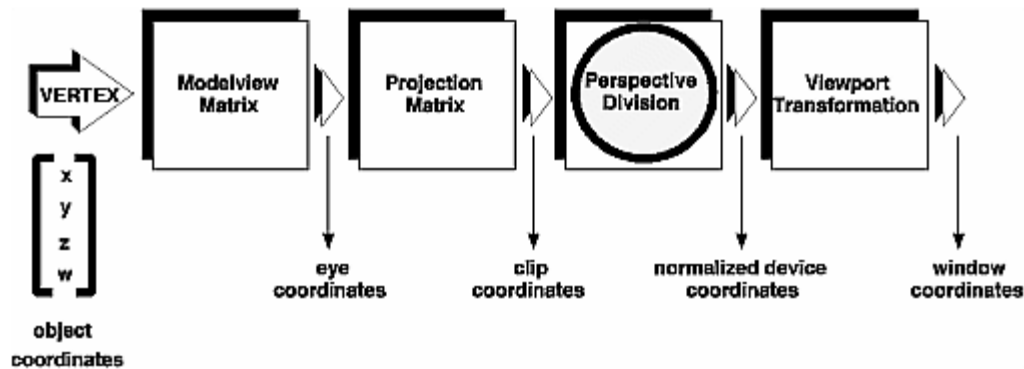 VERTEX
Modelview
Matrix
Projection
Matrix
Perspective
Division
Viewport
Transformation
x
y
z
w
object
coordinates
eye
coordinates
clip
coordinates
normalized device
coordinates
window
coordinates